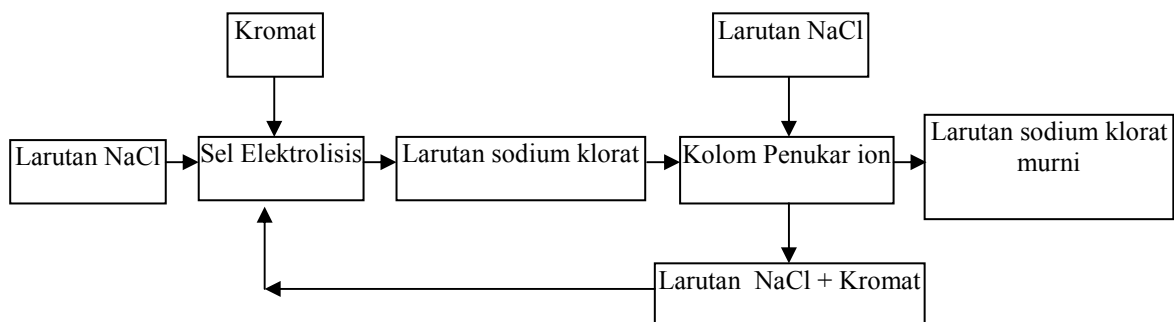 Kromat
Larutan NaCl
Larutan NaCl
Sel Elektrolisis
Larutan sodium klorat
Kolom Penukar ion
Larutan sodium klorat
murni
Larutan NaCl + Kromat